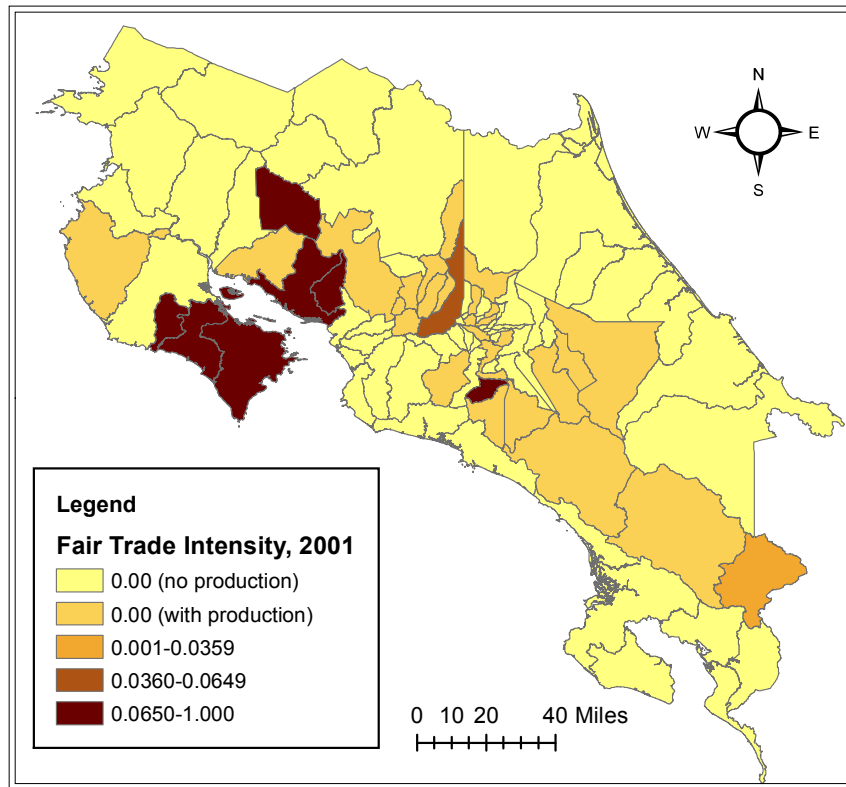 N
W E
S
Legend
Fair Trade Intensity, 2001
0.00 (no production)
0.00 (with production)
0.001-0.0359
0.0360-0.0649
0.0650-1.000
0 10 20 40 Miles